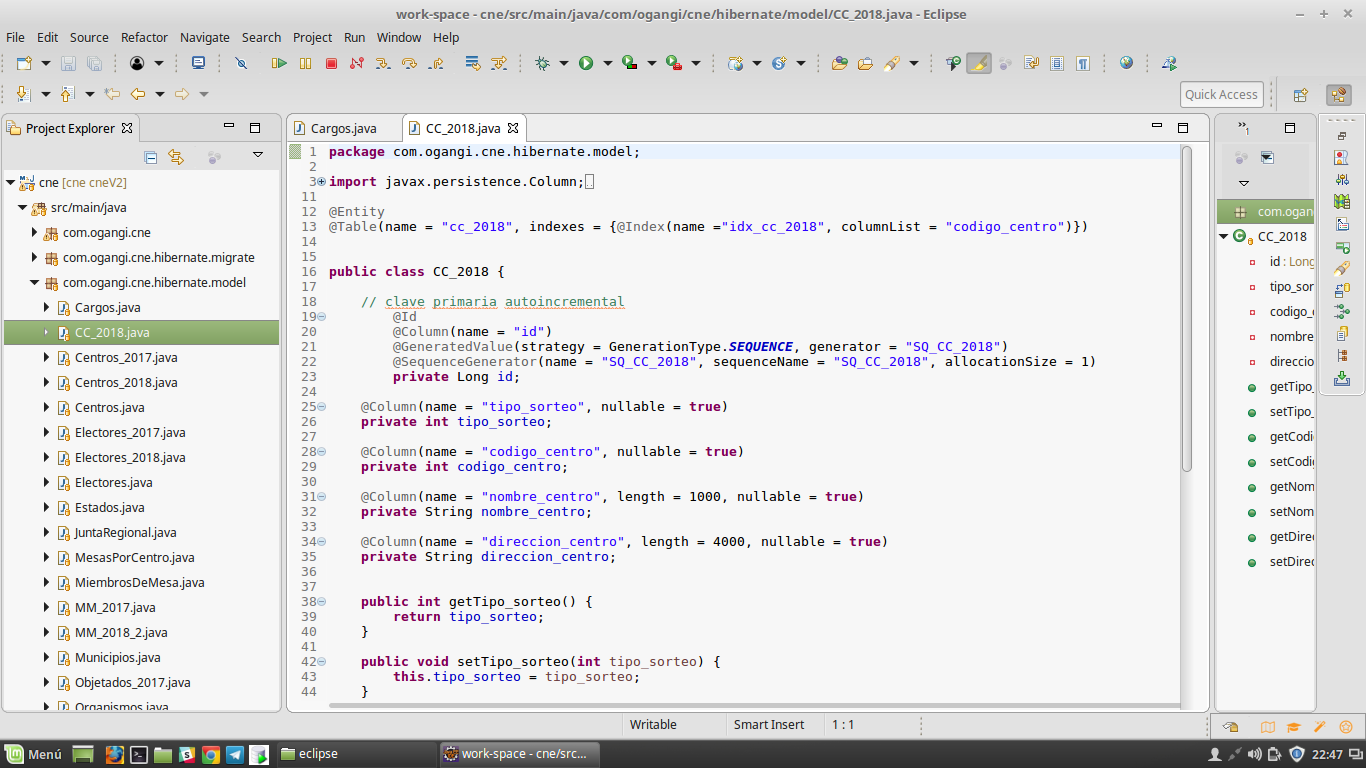 work-space - cne/src/main/java/com/ogangi/cne/hibernate/model/CC_2018.java - Eclipse
File Edit Source Refactor Navigate Search Project Run Window Help
Quick Access
Project Explorer
cne [cne cneV2]
src/main/java
com.ogangi.cne
com.ogangi.cne.hibernate.migrate
com.ogangi.cne.hibernate.model
Cargos.java
CC_2018.java
Centros_2017.java
Centros_2018.java
Centros.java
Electores_2017.java
Electores_2018.java
Electores.java
Estados.java
JuntaRegional.java
MesasPorCentro.java
MiembrosDeMesa.java
MM_2017.java
MM_2018_2.java
Municipios.java
Objetados_2017.java
Organismos.java
Cargos.java CC_2018.java
1 package com.ogangi.cne.hibernate.model;
2
3 import javax.persistence.Column;
11
12 @Entity
13 @Table(name = "cc_2018", indexes = {@Index(name ="idx_cc_2018", columnList = "codigo_centro")})
14
15
16 public class CC_2018 {
17
18 // clave primaria autoincremental
19 @Id
20 @Column(name = "id")
21 @GeneratedValue(strategy = GenerationType.SEQUENCE, generator = "SQ_CC_2018")
22 @SequenceGenerator(name = "SQ_CC_2018", sequenceName = "SQ_CC_2018", allocationSize = 1)
23 private Long id;
24
25 @Column(name = "tipo_sorteo", nullable = true)
26 private int tipo_sorteo;
27
28 @Column(name = "codigo_centro", nullable = true)
29 private int codigo_centro;
30
31 @Column(name = "nombre_centro", length = 1000, nullable = true)
32 private String nombre_centro;
33
34 @Column(name = "direccion_centro", length = 4000, nullable = true)
35 private String direccion_centro;
36
37
38 public int getTipo_sorteo() {
39 return tipo_sorteo;
40 }
41
42 public void setTipo_sorteo(int tipo_sorteo) {
43 this.tipo_sorteo = tipo_sorteo;
44 }
1
com.ogan
CC_2018
id : Long
tipo_sor
codigo_
nombre
direccio
getTipo_
setTipo_
getCodi
setCodi
getNom
setNom
getDirec
setDirec
Writable Smart Insert 1 : 1
Menú eclipse work-space - cne/src... 22:47